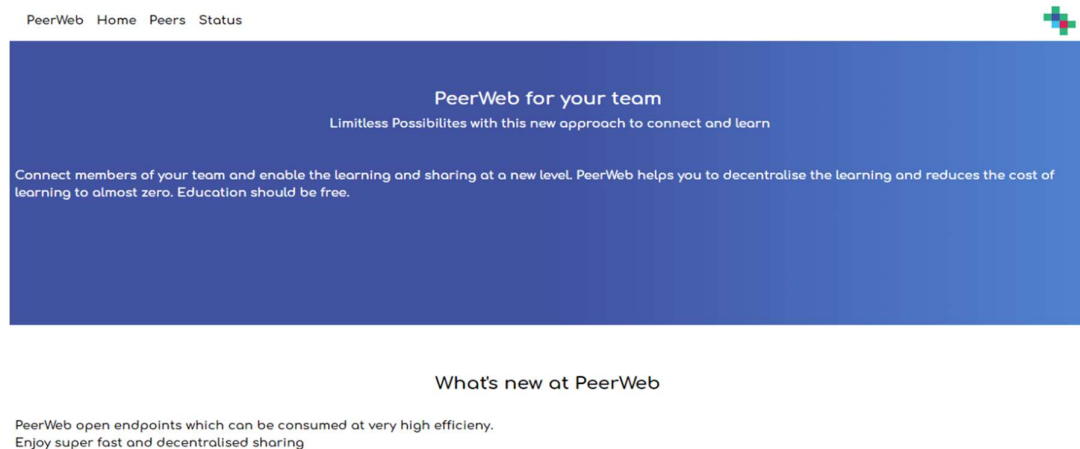 PeerWeb Home Peers Status
PeerWeb for your team
Limitless Possibilites with this new approach to connect and learn
Connect members of your team and enable the learning and sharing at a new level. PeerWeb helps you to decentralise the learning and reduces the cost of
learning to almost zero. Education should be free.
What's new at PeerWeb
PeerWeb open endpoints which can be consumed at very high efficieny.
Enjoy super fast and decentralised sharing